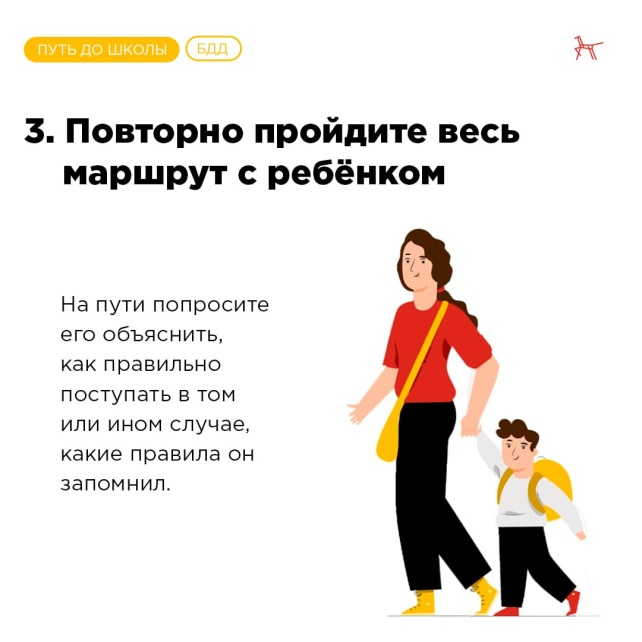 ПУТЬ ДО ШКОЛЫ
БДД
3. Повторно пройдите весь
маршрут с ребёнком
На пути попросите
его объяснить,
как правильно
поступать в том
или ином случае,
какие правила он
запомнил.